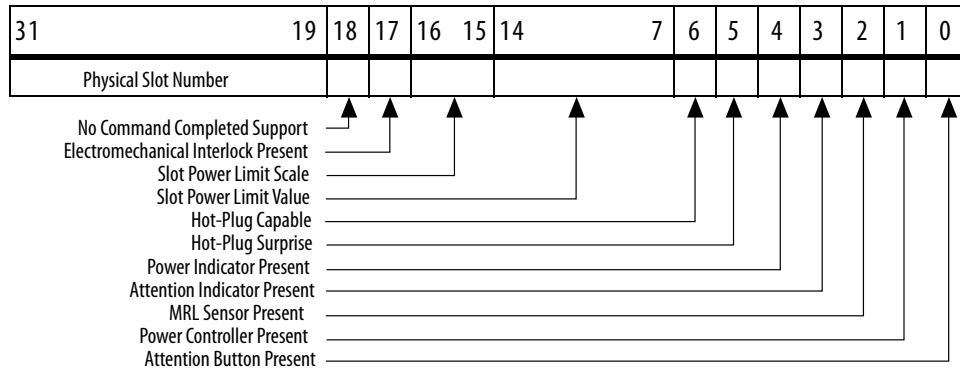 31 19 18 17 16 15 14 7 6 5 4 3 2 1 0
Physical Slot Number
No Command Completed Support
Electromechanical Interlock Present
Slot Power Limit Scale
Slot Power Limit Value
Hot-Plug Capable
Hot-Plug Surprise
Power Indicator Present
Attention Indicator Present
MRL Sensor Present
Power Controller Present
Attention Button Present